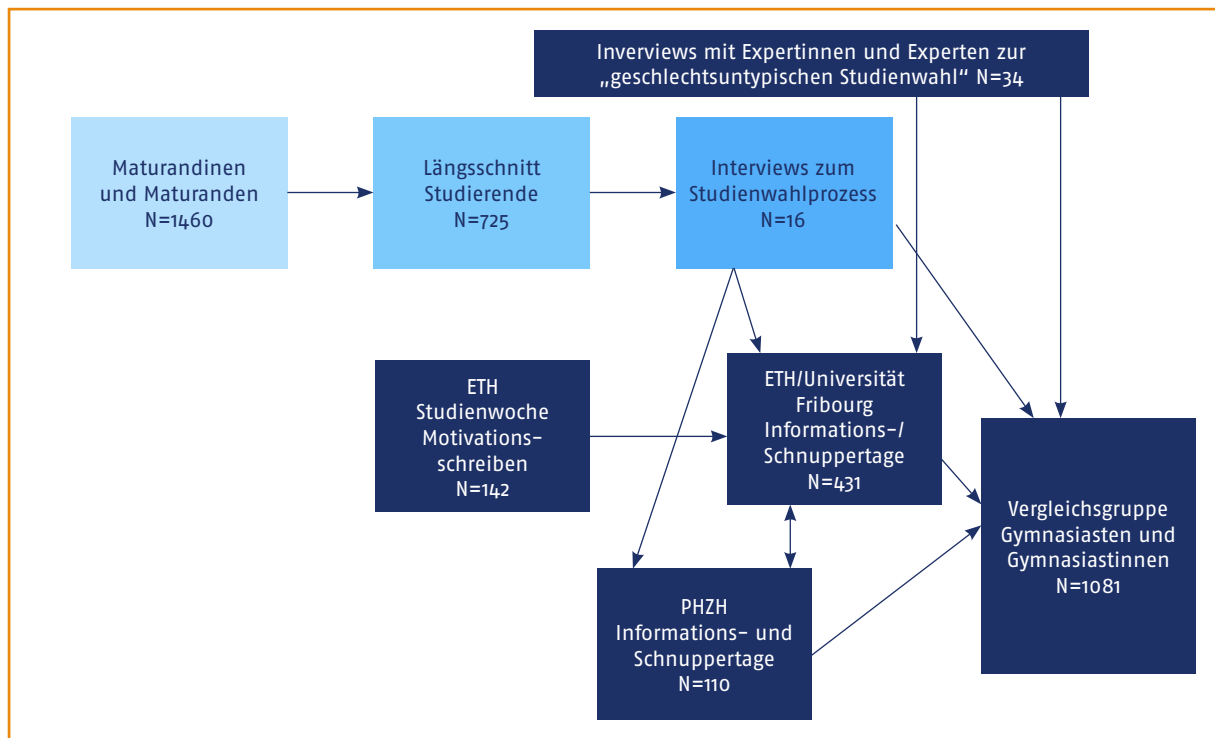 Inverviews mit Expertinnen und Experten zur
„geschlechtsuntypischen Studienwahl“ N=34
Maturandinen
und Maturanden
N=1460
Längsschnitt
Studierende
N=725
Interviews zum
Studienwahlprozess
N=16
ETH
Studienwoche
Motivations-
schreiben
N=142
ETH/Universität
Fribourg
Informations-/
Schnuppertage
N=431
Vergleichsgruppe
Gymnasiasten und
Gymnasiastinnen
N=1081
PHZH
Informations- und
Schnuppertage
N=110